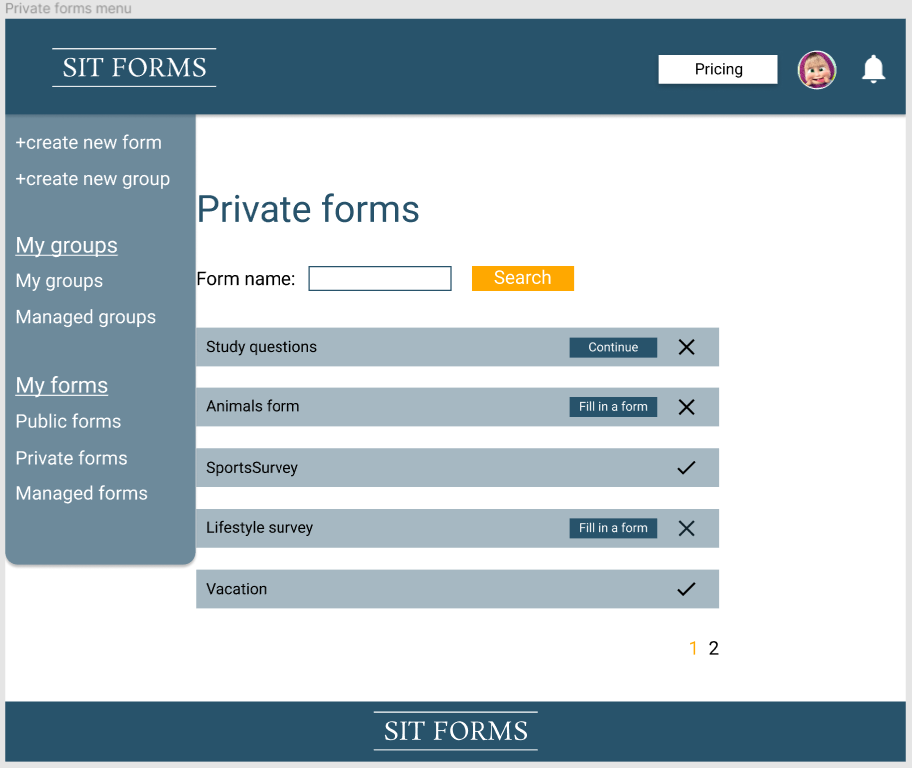 Private forms menu
SIT FORMS
Pricing
+create new form
+create new group
My groups
My groups
Managed groups
My forms
Public forms
Private forms
Managed forms
Private forms
Form name:
Search
Study questions
Continue
Animals form
Fill in a form
SportsSurvey
Lifestyle survey
Fill in a form
Vacation
1 2
SIT FORMS